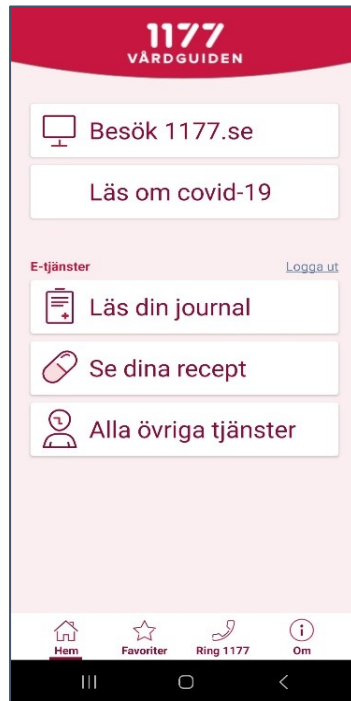 1177
VÅRDGUIDEN
Besök 1177.se
Läs om covid-19
E-tjänster Logga ut
Läs din journal
Se dina recept
Alla övriga tjänster
Hem Favoriter Ring 1177 Om